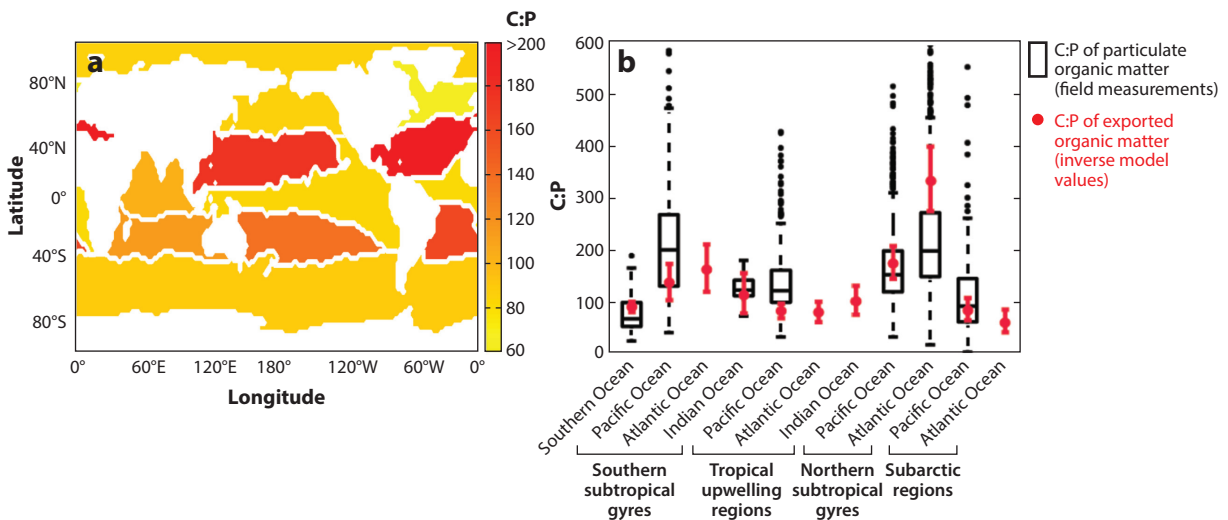 a
C:P
>200
180
160
140
120
100
80
60
80°N
40°N
0°
40°S
80°S
Latitude
0°
60°E
120°E
180°
120°W
60°W
0°
Longitude
b
C:P
600
500
400
300
200
100
0
Southern Ocean
Pacific Ocean
Atlantic Ocean
Indian Ocean
Pacific Ocean
Atlantic Ocean
Indian Ocean
Pacific Ocean
Atlantic Ocean
Pacific Ocean
Atlantic Ocean
Southern
subtropical
gyres
Tropical
upwelling
regions
Northern
subtropical
gyres
Subarctic
regions
C:P of particulate
organic matter
(field measurements)
C:P of exported
organic matter
(inverse model
values)